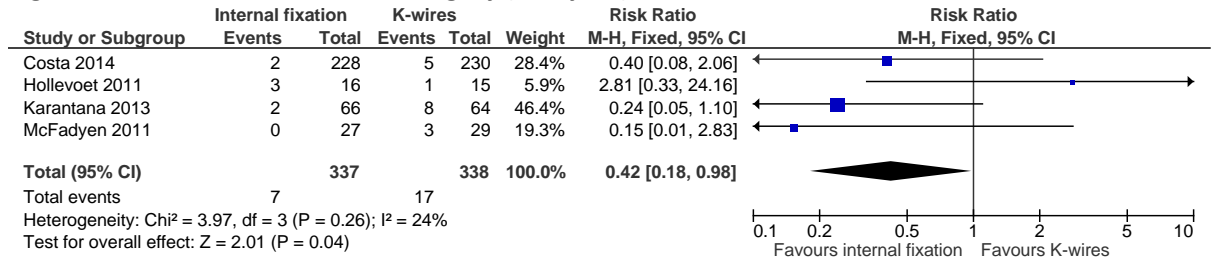 Internal fixation K-wires Risk Ratio Risk Ratio
Study or Subgroup Events Total Events Total Weight M-H, Fixed, 95% CI M-H, Fixed, 95% CI
Costa 2014 2 228 5 230 28.4% 0.40 [0.08, 2.06]
Hollevoet 2011 3 16 1 15 5.9% 2.81 [0.33, 24.16]
Karantana 2013 2 66 8 64 46.4% 0.24 [0.05, 1.10]
McFadyen 2011 0 27 3 29 19.3% 0.15 [0.01, 2.83]
Total (95% CI) 337 338 100.0% 0.42 [0.18, 0.98]
Total events 7 17
Heterogeneity: Chi² = 3.97, df = 3 (P = 0.26); I² = 24%
Test for overall effect: Z = 2.01 (P = 0.04)
0.1 0.2 0.5 1 2 5 10
Favours internal fixation Favours K-wires